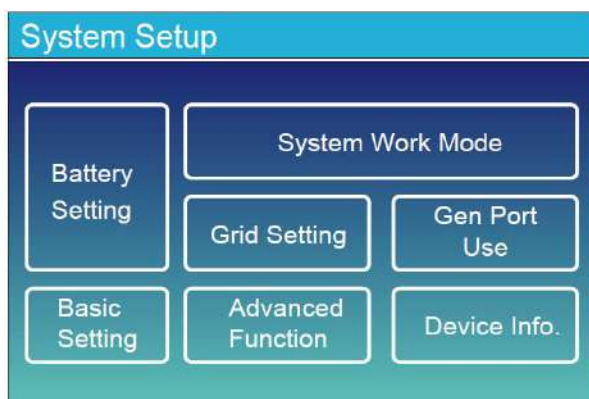 System Setup
System Work Mode
Battery
Setting
Grid Setting
Gen Port
Use
Basic
Setting
Advanced
Function
Device Info.